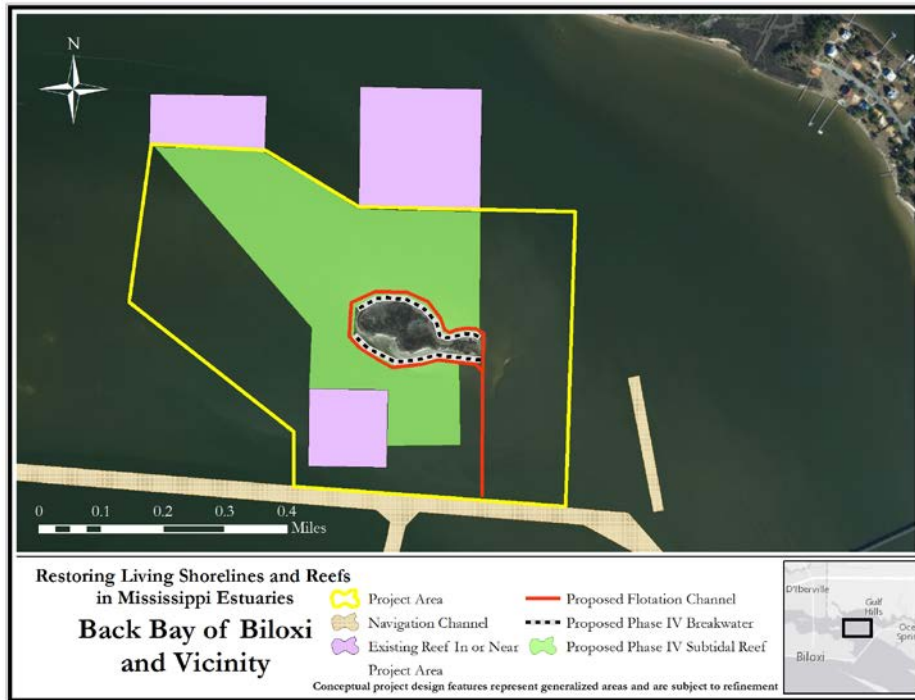 N
0 0.1 0.2 0.3 0.4
Miles
Restoring Living Shorelines and Reefs
in Mississippi Estuaries
Back Bay of Biloxi
and Vicinity
Project Area
Navigation Channel
Existing Reef In or Near
Project Area
Proposed Flotation Channel
Proposed Phase IV Breakwater
Proposed Phase IV Subtidal Reef
Conceptual project design features represent generalized areas and are subject to refinement
D'Iberville
Gulf
Hills
Oce
Sprin
Biloxi